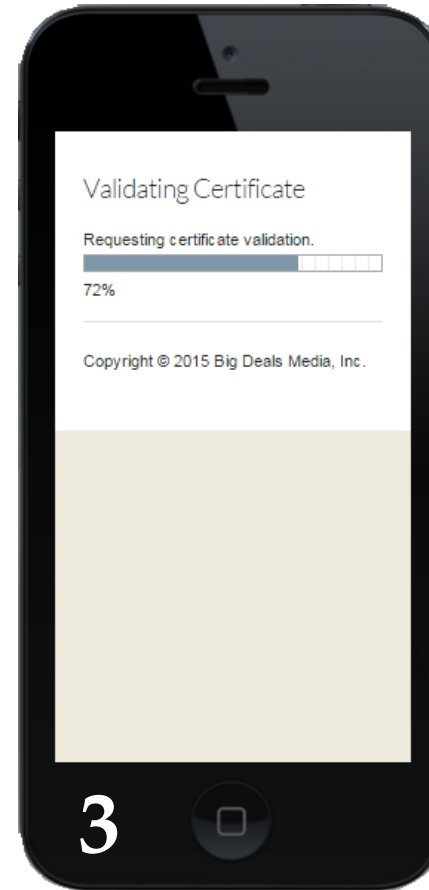 Validating Certificate
Requesting certificate validation.
72%
Copyright © 2015 Big Deals Media, Inc.
3